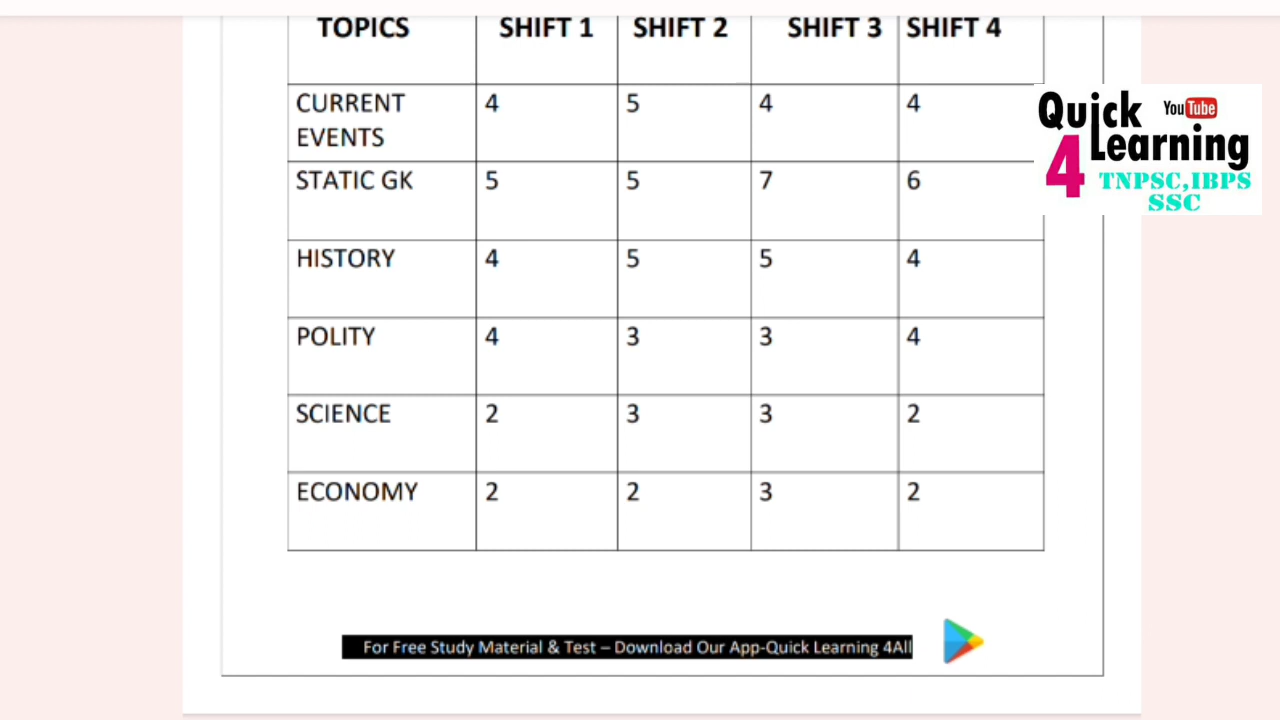 TOPICS SHIFT 1 SHIFT 2 SHIFT 3 SHIFT 4
CURRENT EVENTS 4 5 4 4
STATIC GK 5 5 7 6
HISTORY 4 5 5 4
POLITY 4 3 3 4
SCIENCE 2 3 3 2
ECONOMY 2 2 3 2
For Free Study Material & Test – Download Our App-Quick Learning 4All
Quick YouTube
4 Learning
TNPSC,IBPS
SSC